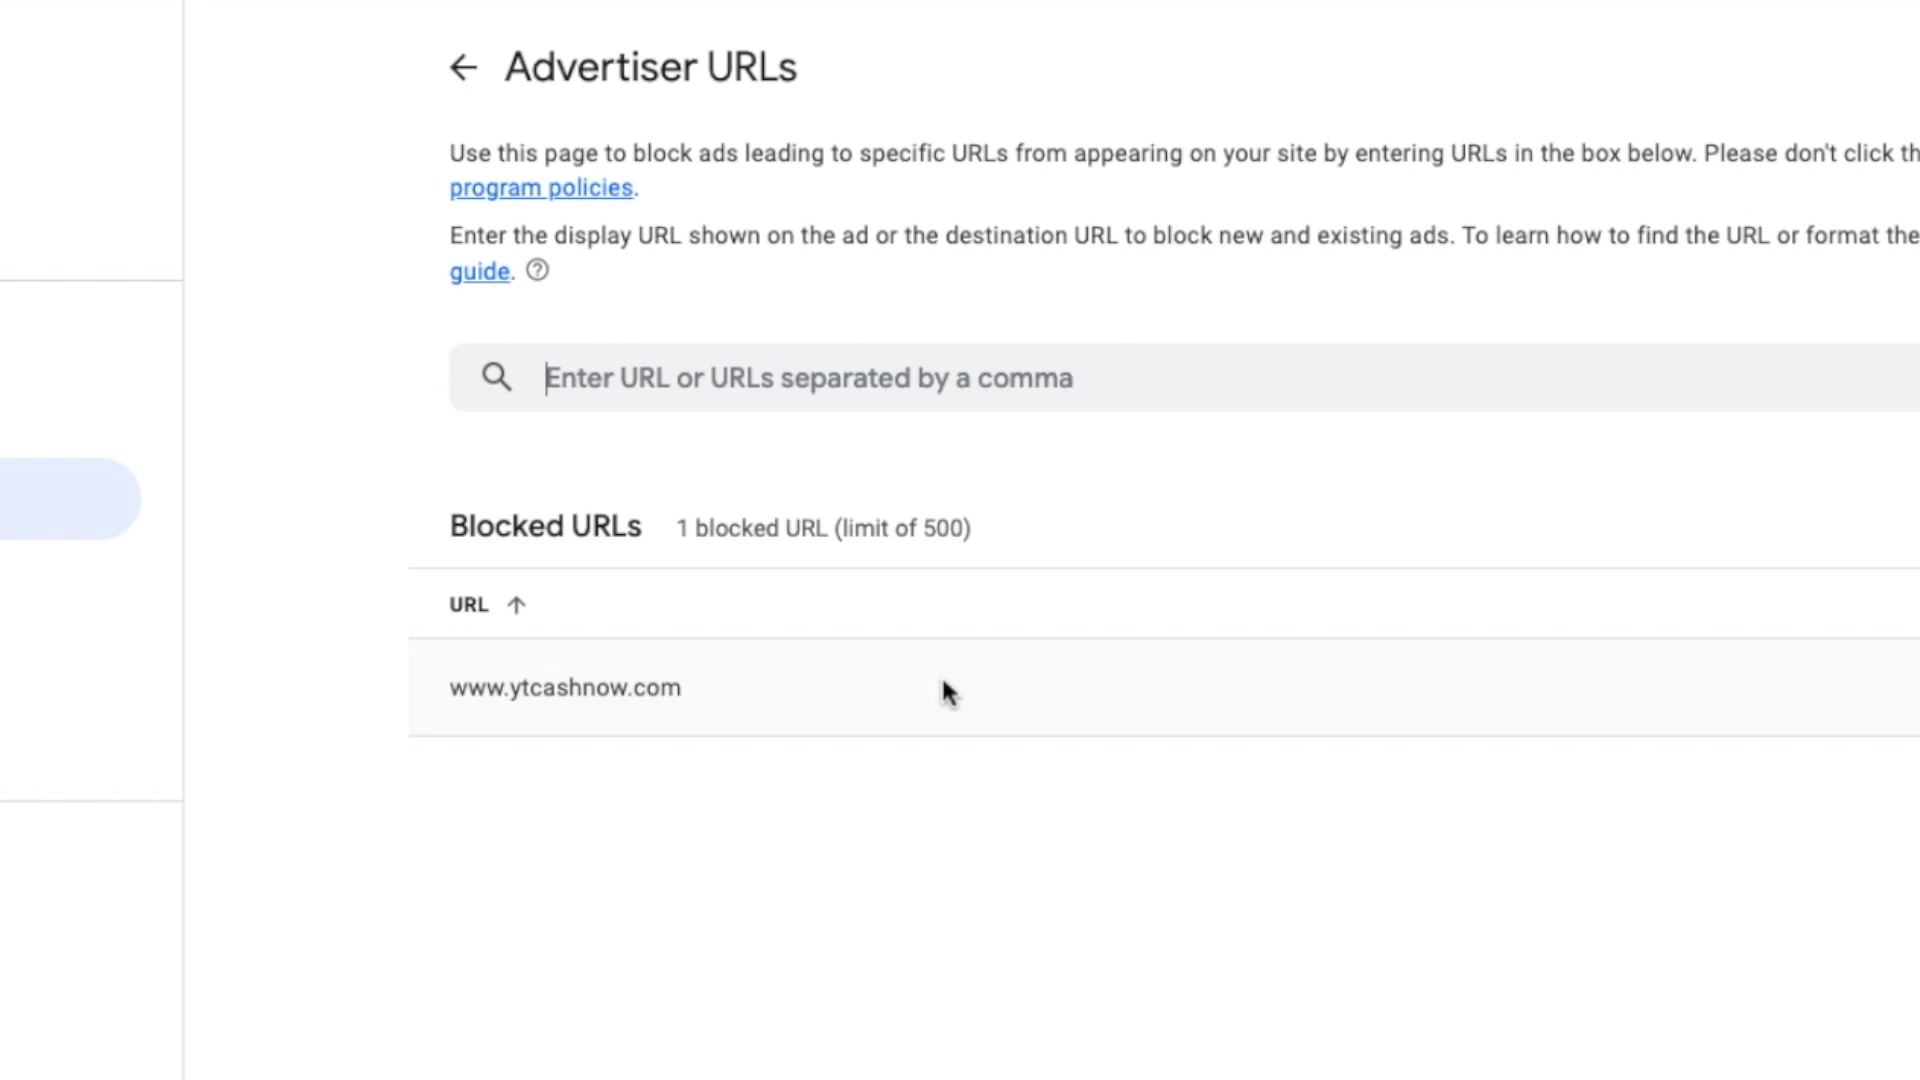 Advertiser URLs
Use this page to block ads leading to specific URLs from appearing on your site by entering URLs in the box below. Please don't click
program policies.
Enter the display URL shown on the ad or the destination URL to block new and existing ads. To learn how to find the URL or format the
guide.
Enter URL or URLs separated by a comma
Blocked URLs 1 blocked URL (limit of 500)
URL
www.ytcashnow.com